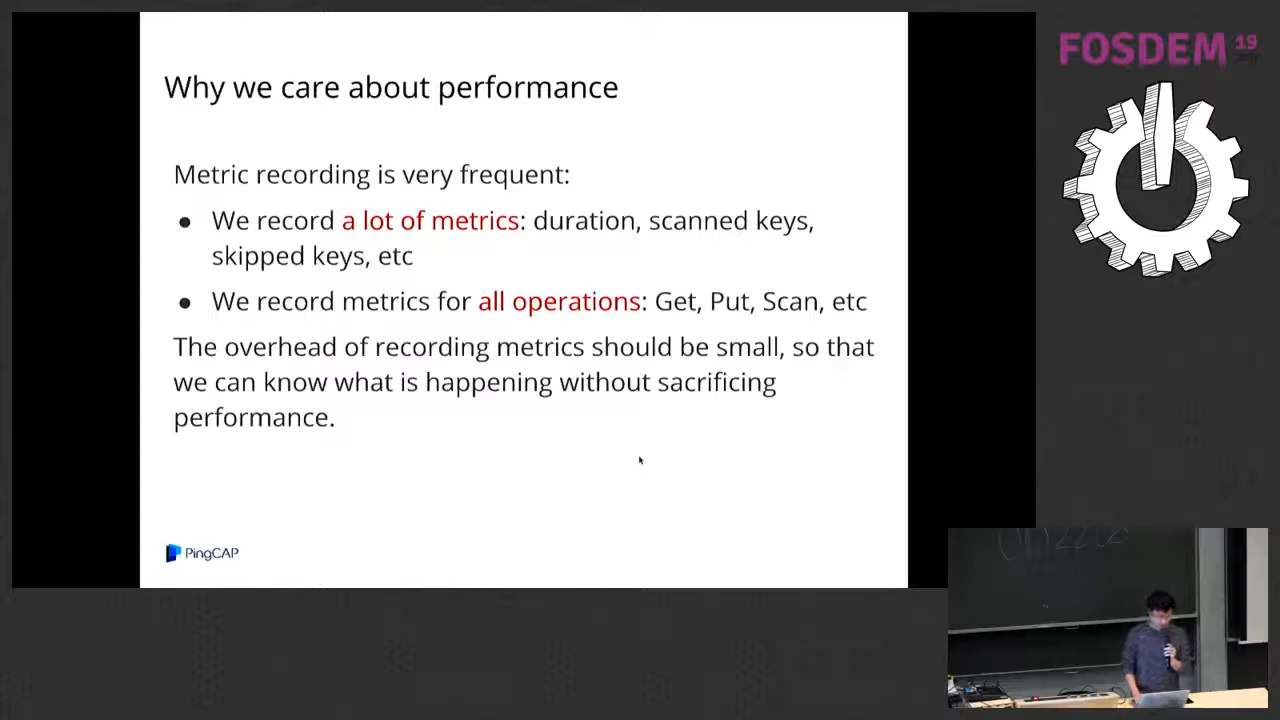 Why we care about performance
Metric recording is very frequent:
● We record a lot of metrics: duration, scanned keys,
skipped keys, etc
● We record metrics for all operations: Get, Put, Scan, etc
The overhead of recording metrics should be small, so that
we can know what is happening without sacrificing
performance.
PingCAP
FOSDEM 19